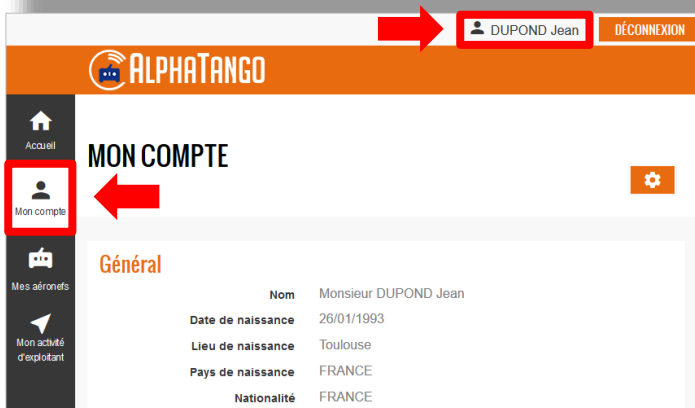 DUPOND Jean
DÉCONNEXION
ALPHATANGO
Accueil
MON COMPTE
Mon compte
Mes aéronefs
Mon activité
d'exploitant
Général
Nom Monsieur DUPOND Jean
Date de naissance 26/01/1993
Lieu de naissance Toulouse
Pays de naissance FRANCE
Nationalité FRANCE